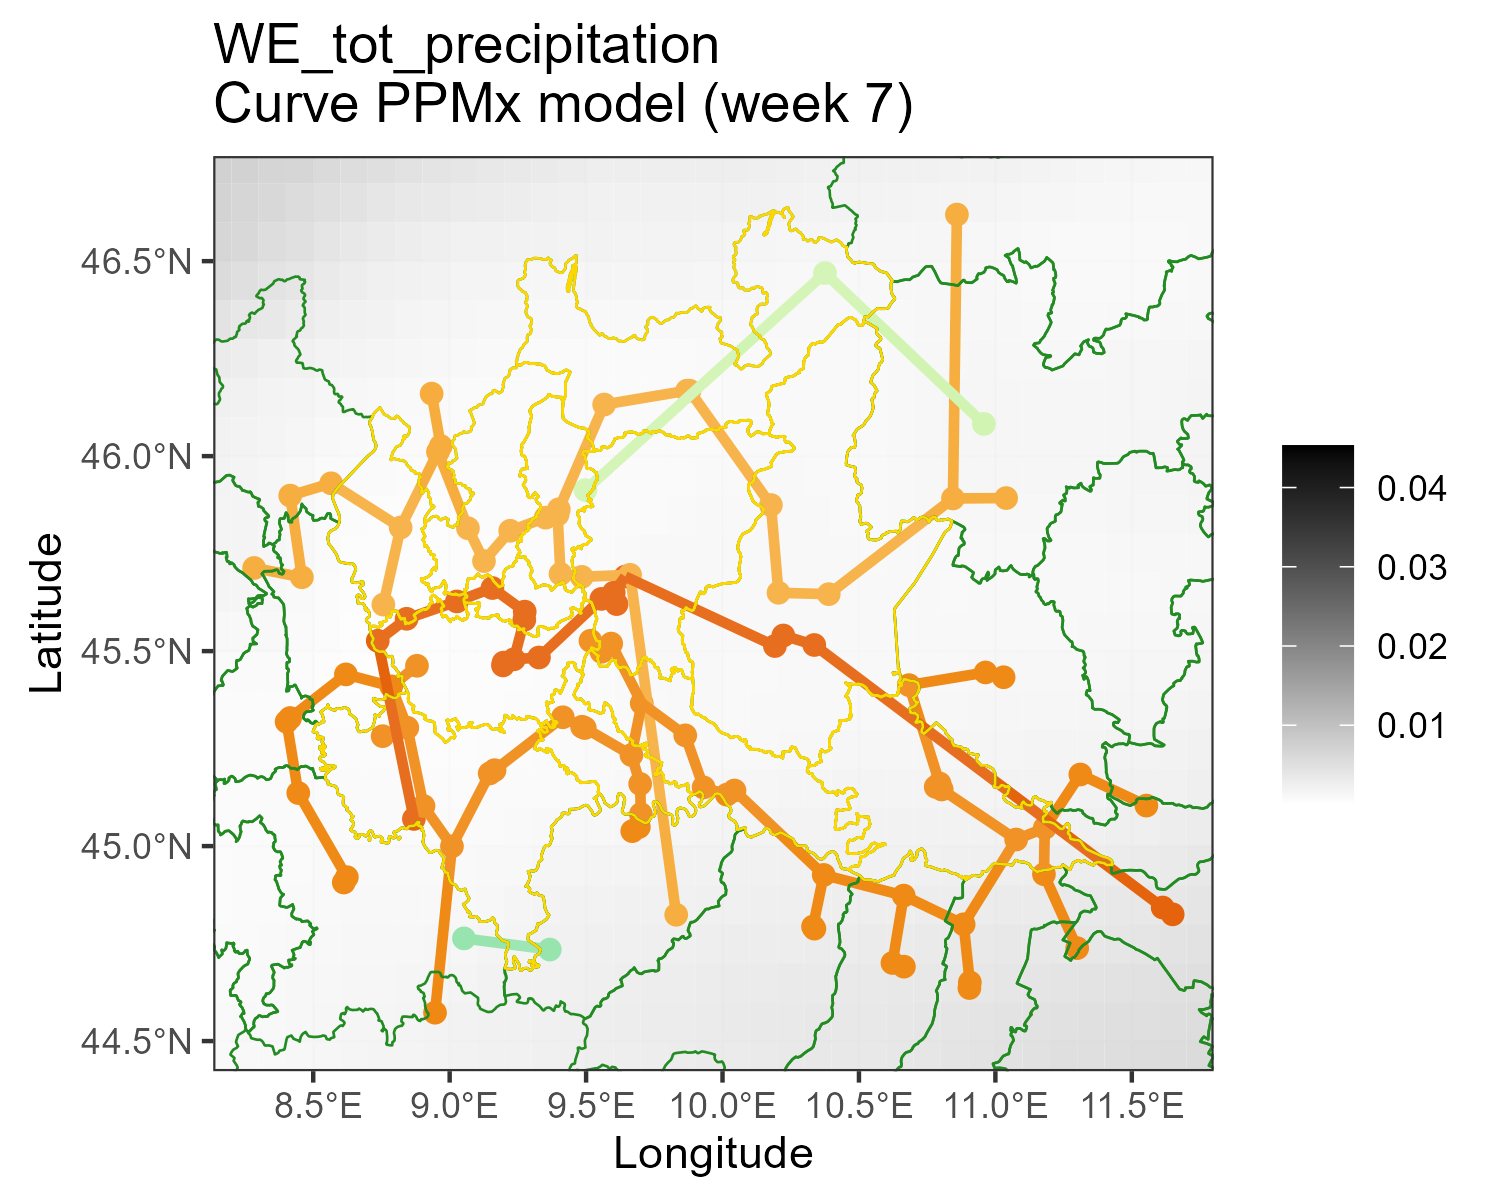 WE_tot_precipitation
Curve PPMx model (week 7)
Latitude
46.5°N
46.0°N
45.5°N
45.0°N
44.5°N
8.5°E
9.0°E
9.5°E
10.0°E
10.5°E
11.0°E
11.5°E
Longitude
0.04
0.03
0.02
0.01